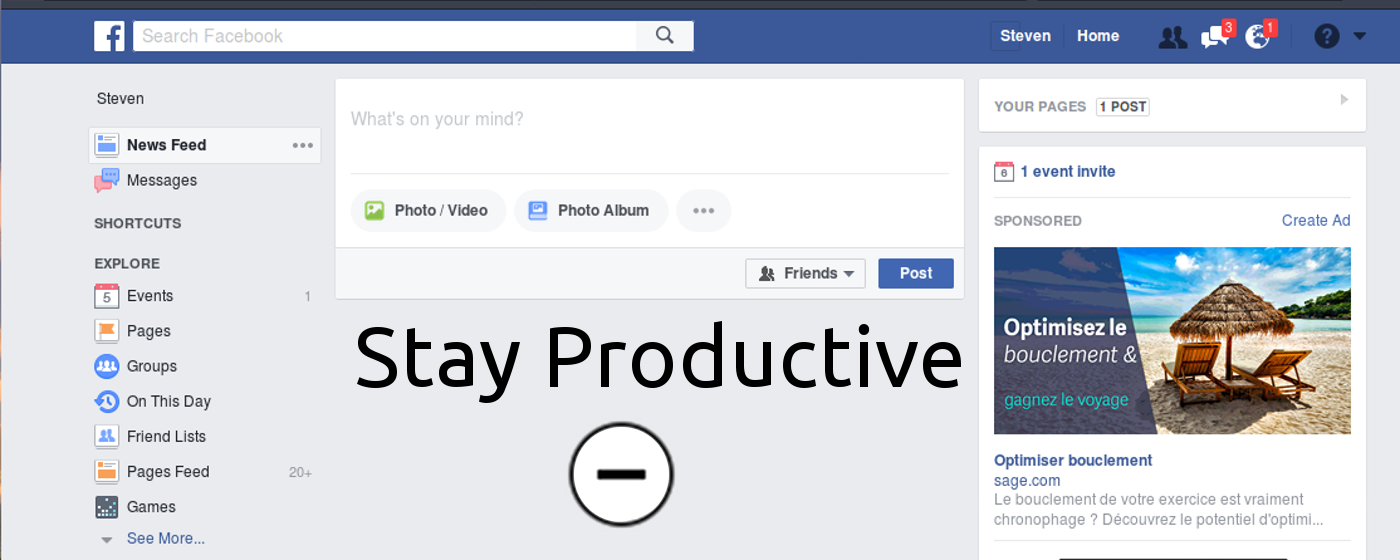 Search Facebook
Steven
Home
3
1
?
Steven
News Feed
Messages
SHORTCUTS
EXPLORE
5
Events
1
Pages
Groups
On This Day
Friend Lists
Pages Feed
20+
Games
See More...
What's on your mind?
Photo / Video
Photo Album
Friends
Post
Stay Productive
YOUR PAGES 1 POST
6
1 event invite
SPONSORED
Create Ad
Optimisez le
bouclement &
gagnez le voyage
Optimiser bouclement
sage.com
Le bouclement de votre exercice est vraiment
chronophage ? Découvrez le potentiel d'optimi...